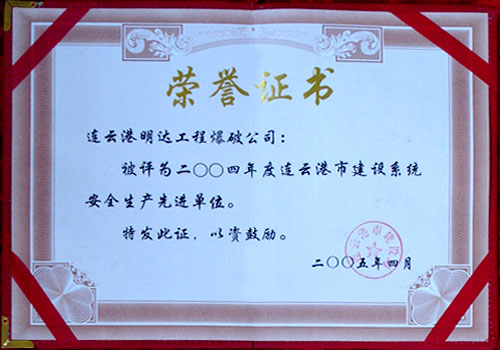 荣誉证书
连云港明达工程爆破公司：
被评为二〇〇四年度连云港市建设系统
安全生产先进单位。
特发此证，以资鼓励。
二〇〇五年四月